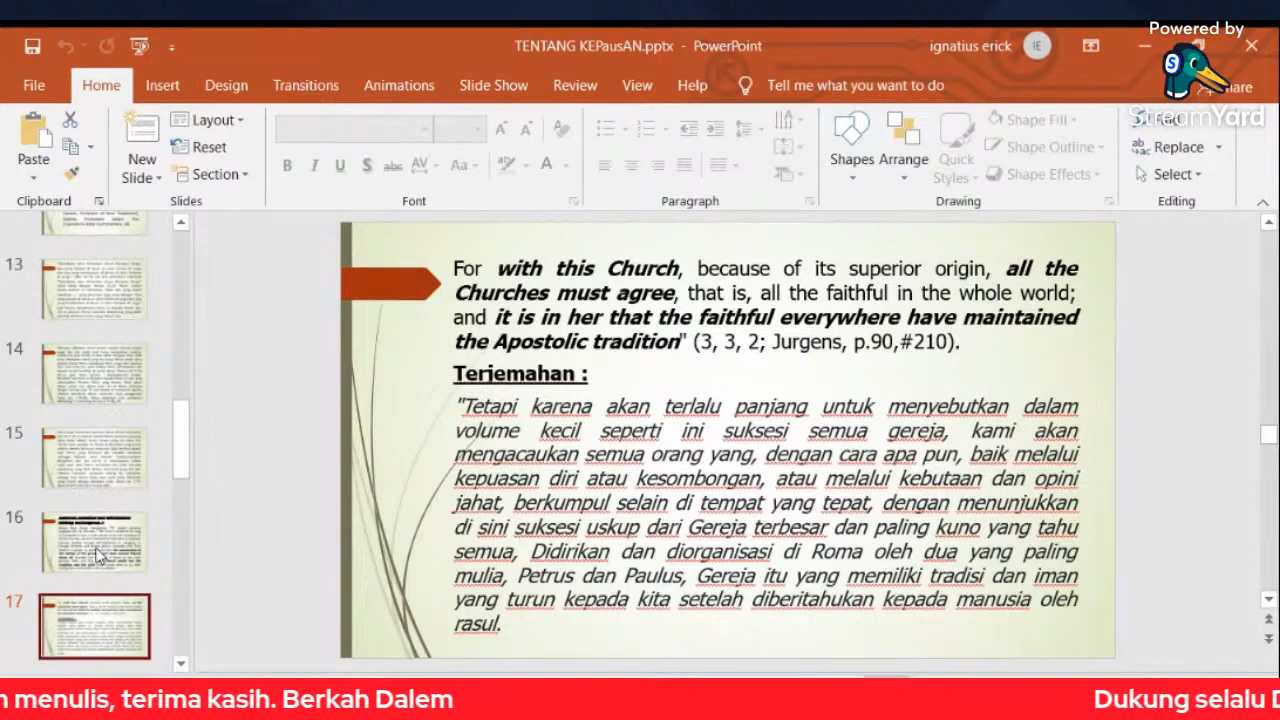 Powered by
StreamYard
TENTANG KEPausAN.pptx - PowerPoint
ignatius erick
IE
File Home Insert Design Transitions Animations Slide Show Review View Help Tell me what you want to do
Paste
New
Slide
Layout
Reset
Section
Shapes Arrange Quick
Styles
Shape Fill
Shape Outline
Shape Effects
Replace
Select
Clipboard Slides Font Paragraph Drawing Editing
13
14
15
16
17
For with this Church, because of its superior origin, all the
Churches must agree, that is, all the faithful in the whole world;
and it is in her that the faithful everywhere have maintained
the Apostolic tradition" (3, 3, 2; Jurgens, p.90,#210).
Terjemahan :
"Tetapi karena akan terlalu panjang untuk menyebutkan dalam
volume kecil seperti ini suksesi semua gereja, kami akan
mengacaukan semua orang yang, dengan cara apa pun, baik melalui
kepuasan diri atau kesombongan, atau melalui kebutaan dan opini
jahat, berkumpul selain di tempat yang tepat, dengan menunjukkan
di sini suksesi uskup dari Gereja terbesar dan paling kuno yang tahu
semua, Didirikan dan diorganisasi di Roma oleh dua yang paling
mulia, Petrus dan Paulus, Gereja itu yang memiliki tradisi dan iman
yang turun kepada kita setelah diberitahukan kepada manusia oleh
rasul.
menulis, terima kasih. Berkah Dalem
Dukung selalu